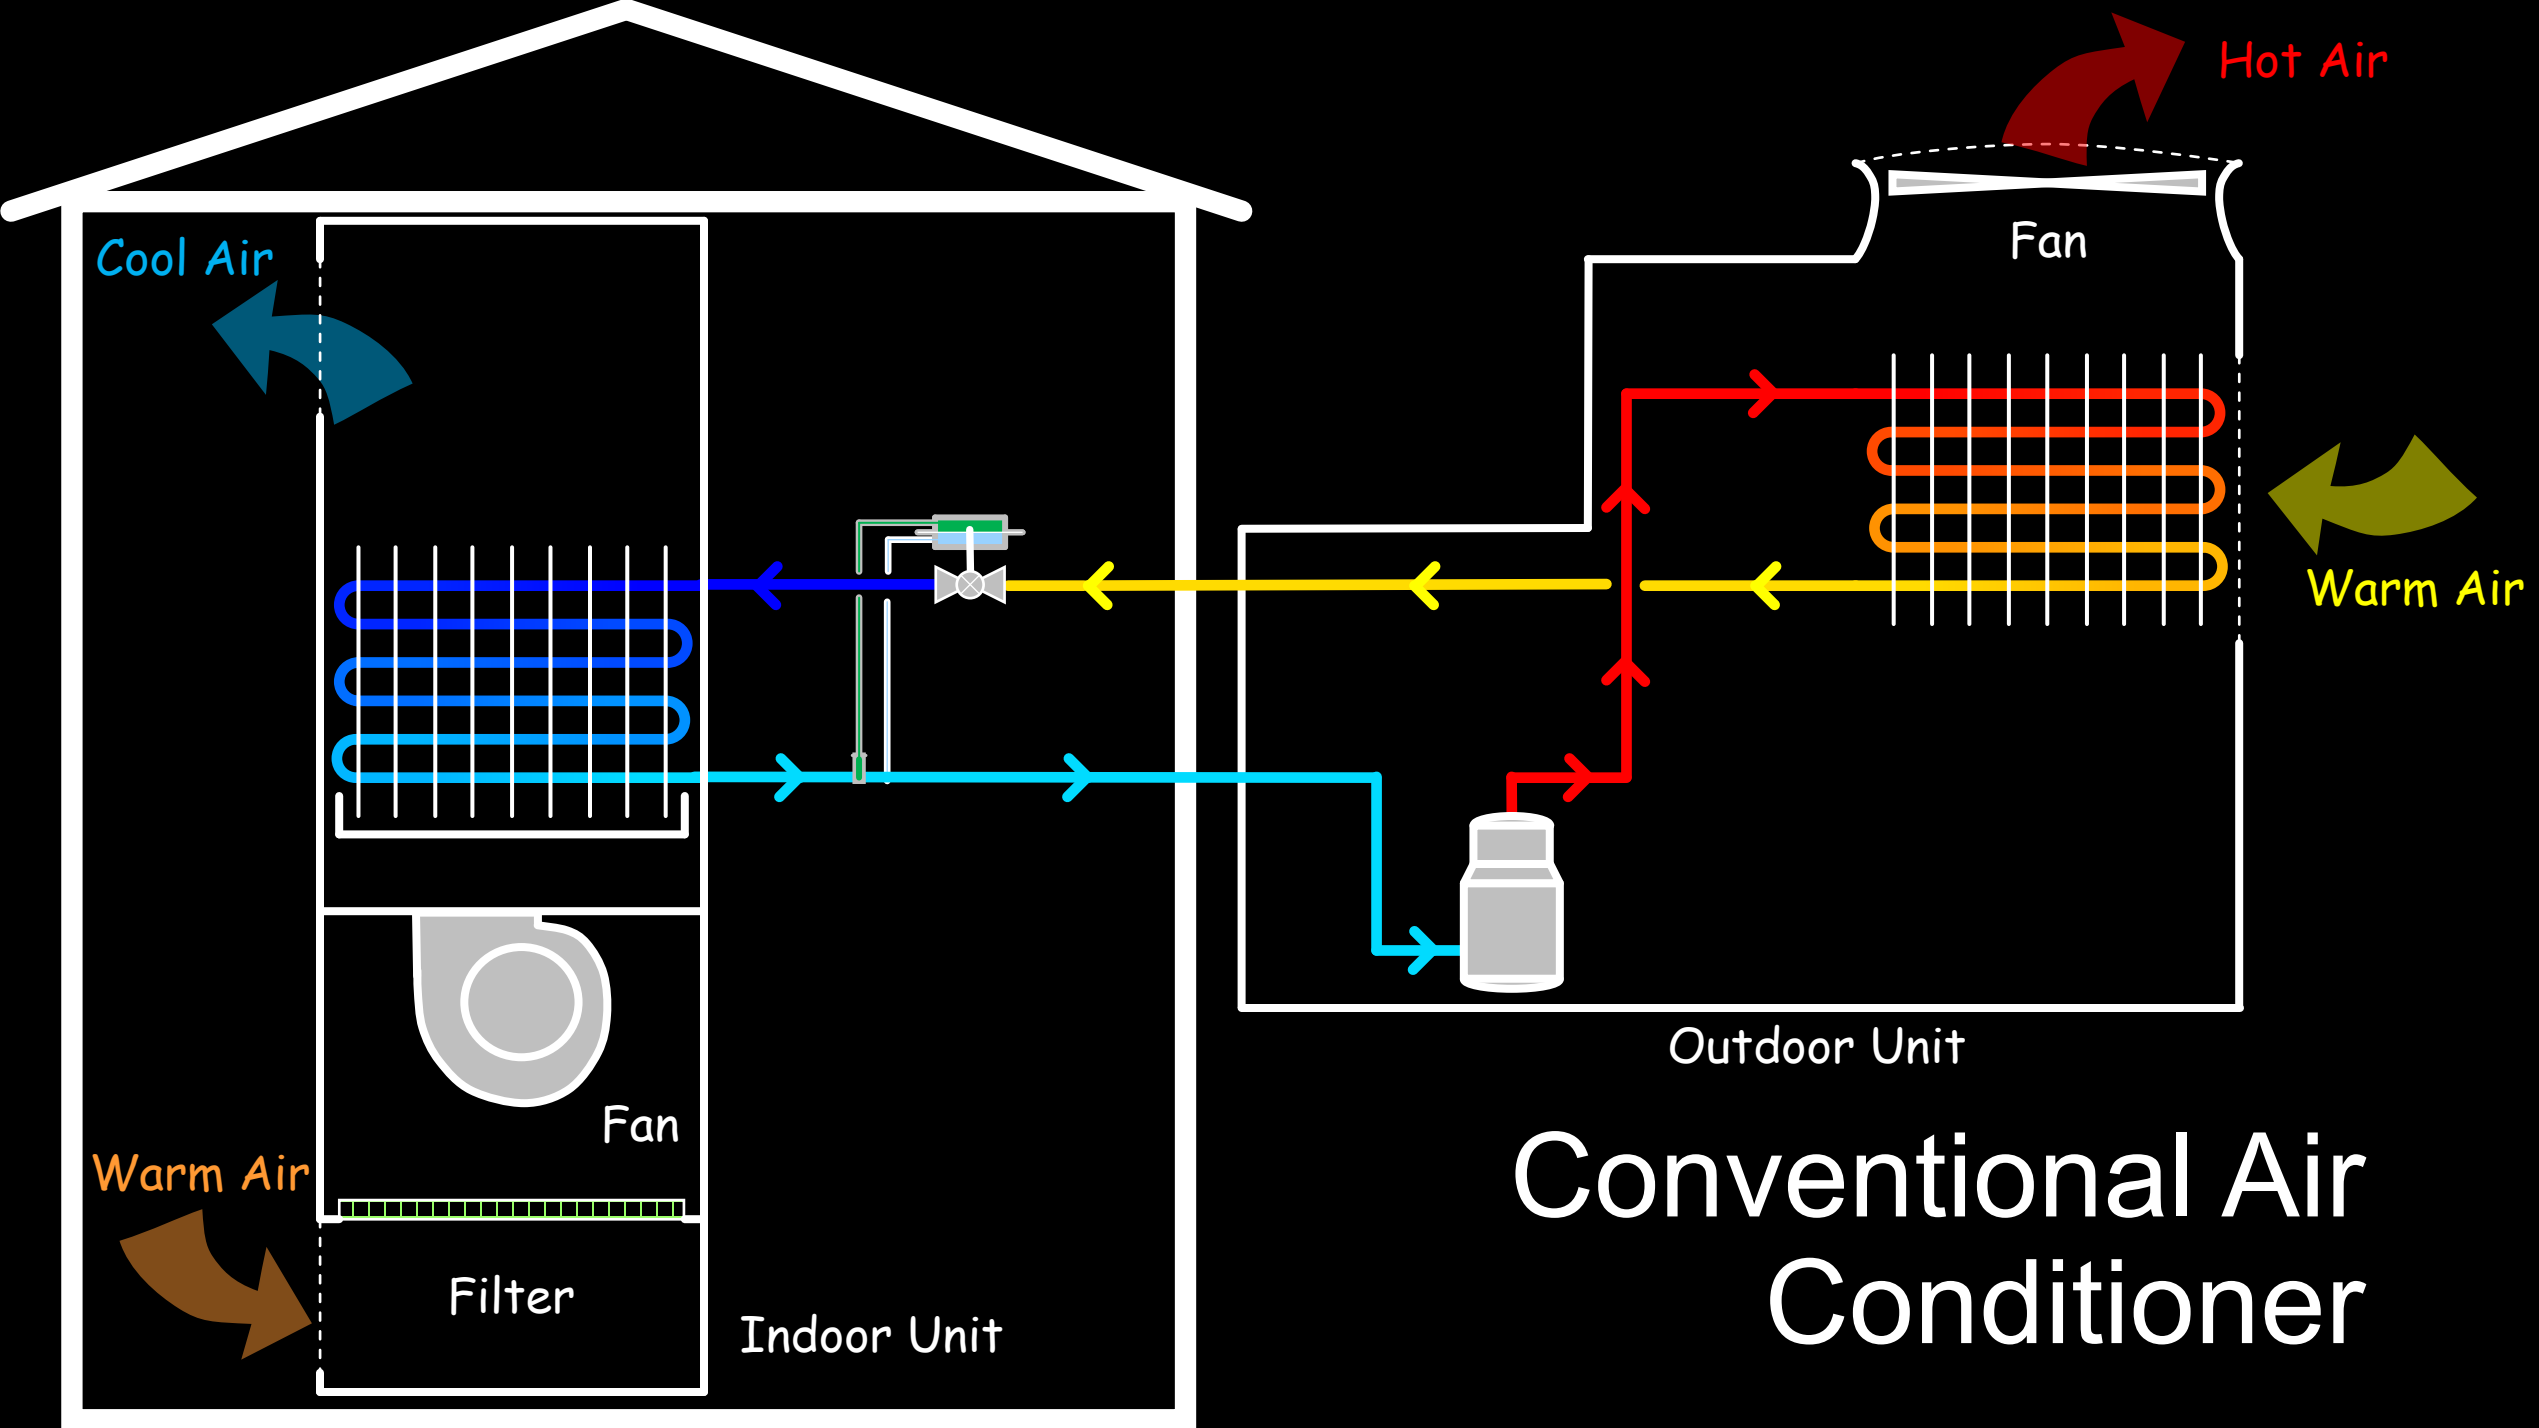 Hot Air
Cool Air
Fan
Warm Air
Outdoor Unit
Fan
Warm Air
Filter
Indoor Unit
Conventional Air
Conditioner